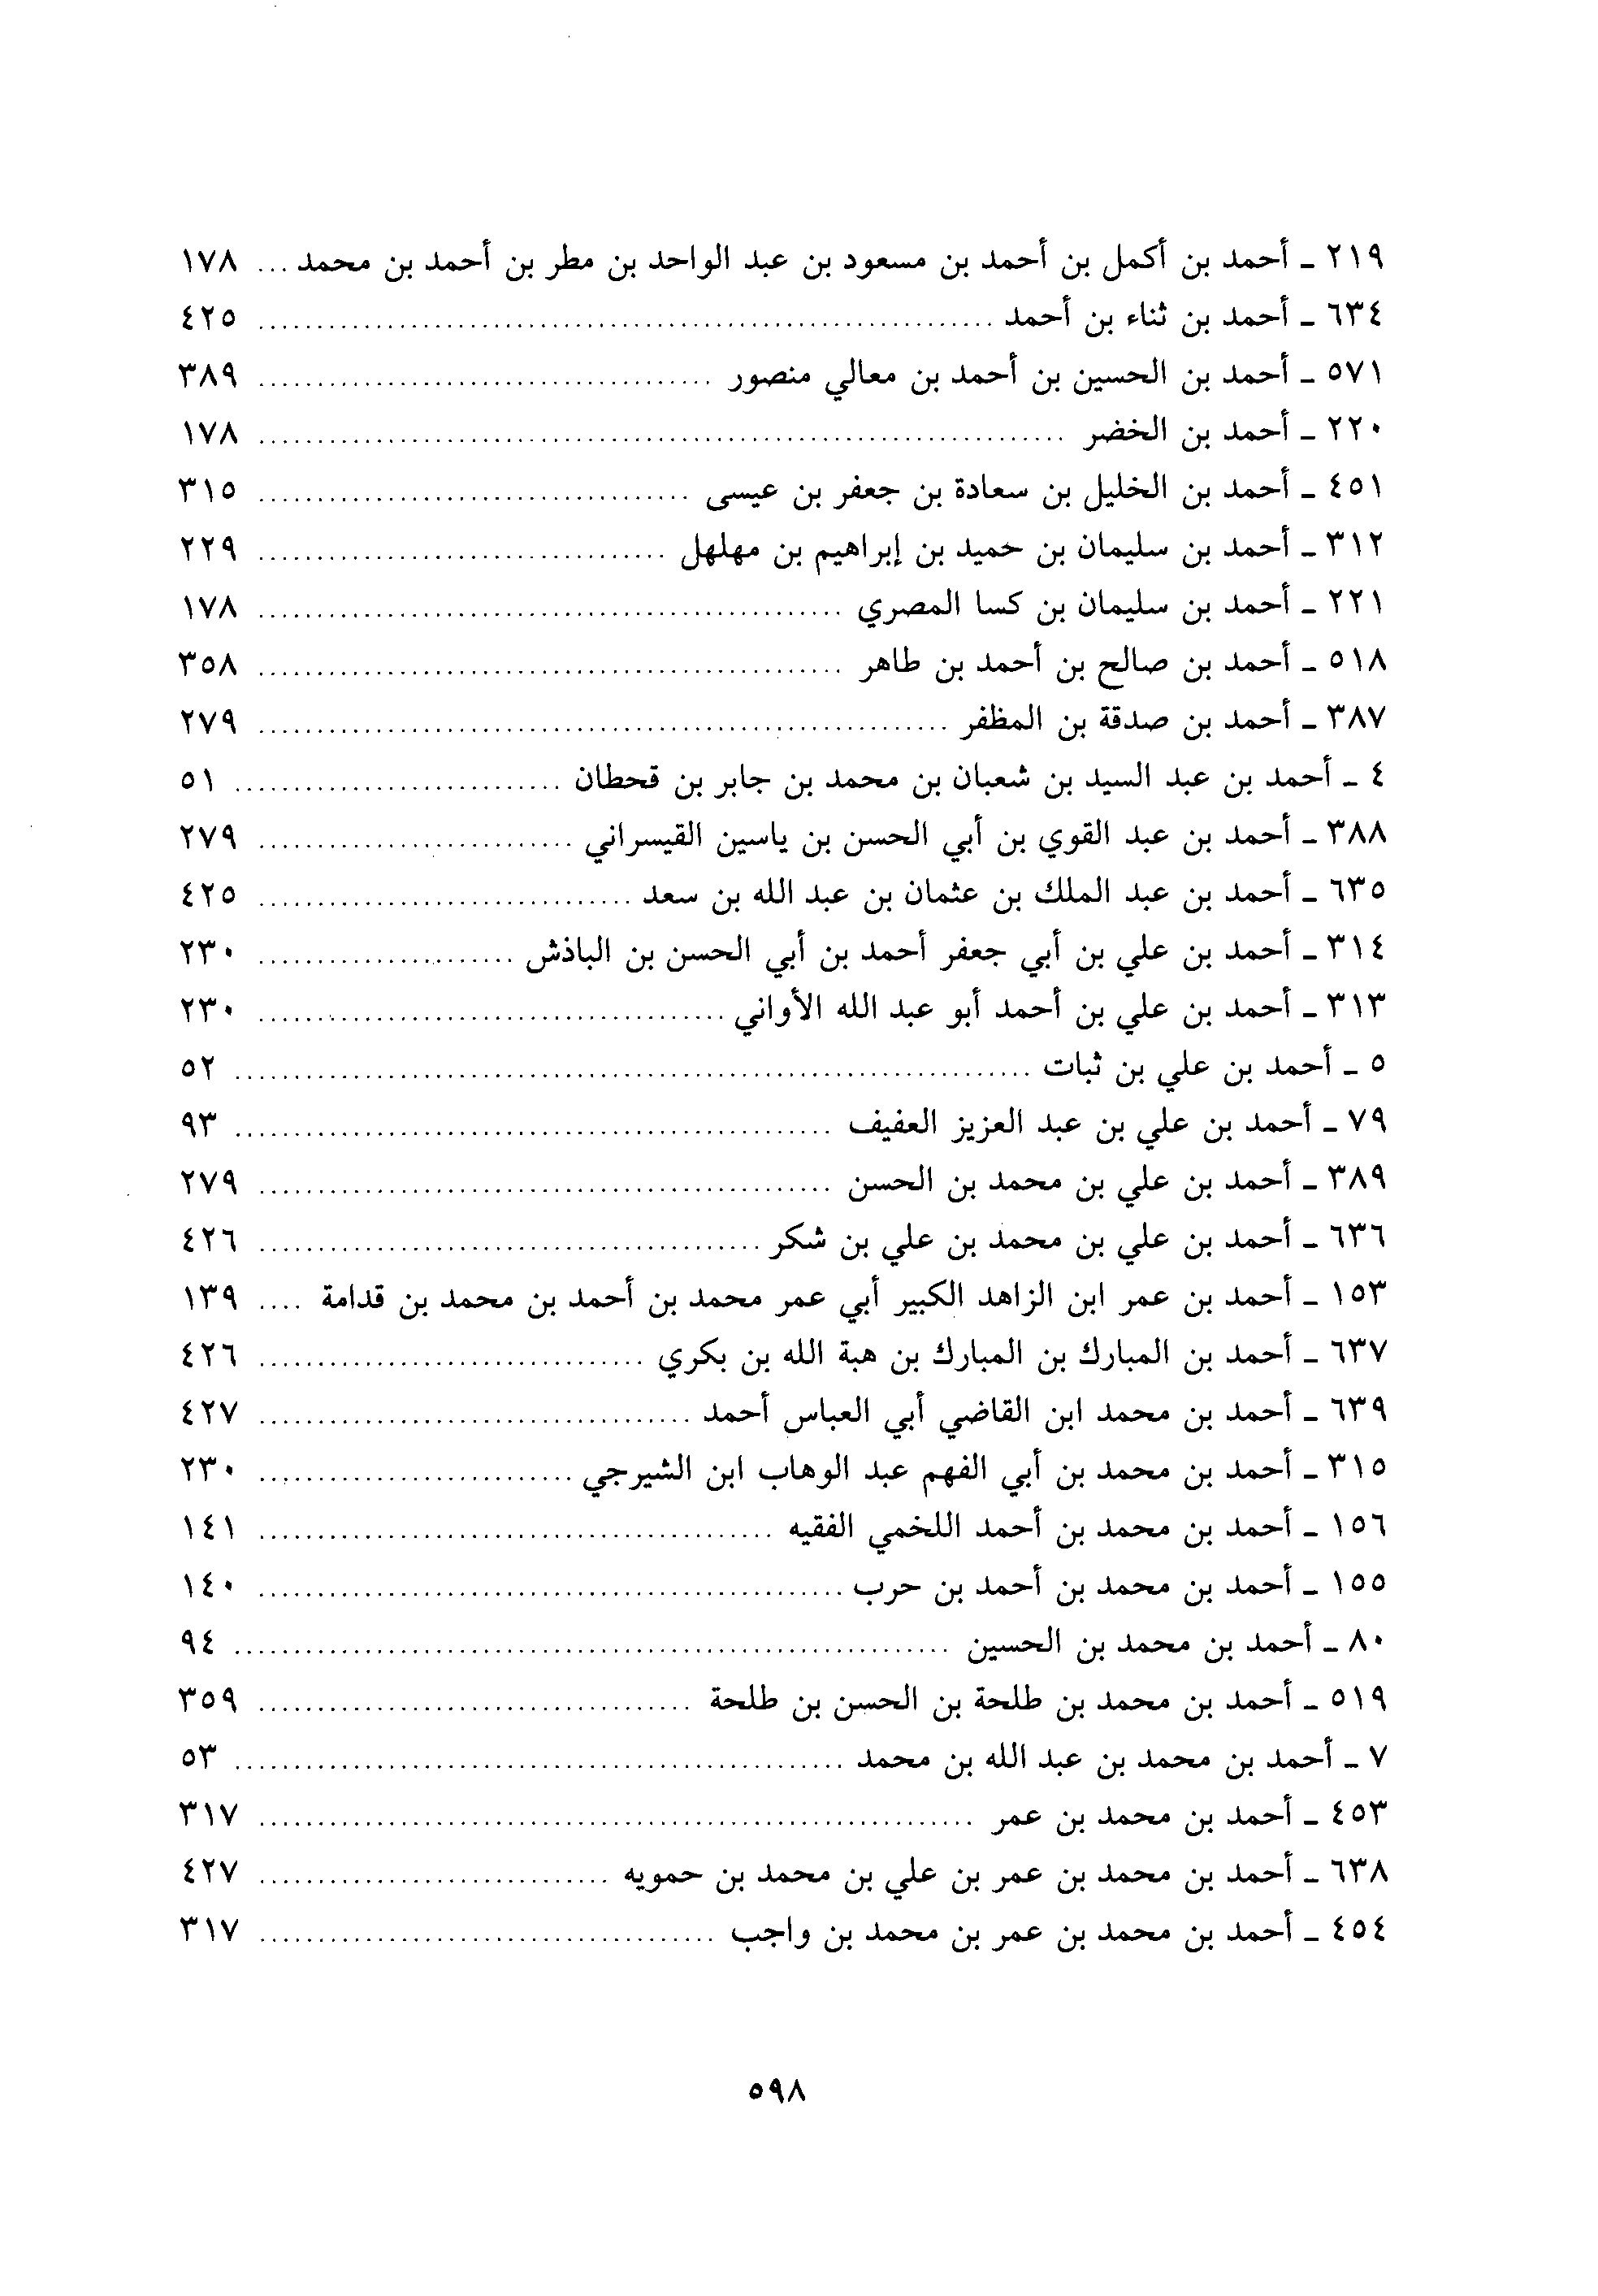 ٢١٩ ـ أحمد بن أكمل بن أحمد بن مسعود بن عبد الواحد بن مطر بن أحمد بن محمد ... ١٧٨
٦٣٤ ـ أحمد بن ثناء بن أحمد ... ٤٢٥
٥٧١ ـ أحمد بن الحسين بن أحمد بن معالي منصور ... ٣٨٩
٢٢٠ ـ أحمد بن الخضر ... ١٧٨
٤٥١ ـ أحمد بن الخليل بن سعادة بن جعفر بن عيسى ... ٣١٥
٣١٢ ـ أحمد بن سليمان بن حميد بن إبراهيم بن مهلهل ... ٢٢٩
٢٢١ ـ أحمد بن سليمان بن كسا المصري ... ١٧٨
٥١٨ ـ أحمد بن صالح بن أحمد بن طاهر ... ٣٥٨
٣٨٧ ـ أحمد بن صدقة بن المظفر ... ٢٧٩
٤ ـ أحمد بن عبد السيد بن شعبان بن محمد بن جابر بن قحطان ... ٥١
٣٨٨ ـ أحمد بن عبد القوي بن أبي الحسن بن ياسين القيسراني ... ٢٧٩
٦٣٥ ـ أحمد بن عبد الملك بن عثمان بن عبد الله بن سعد ... ٤٢٥
٣١٤ ـ أحمد بن علي بن أبي جعفر أحمد بن أبي الحسن بن الباذش ... ٢٣٠
٣١٣ ـ أحمد بن علي بن أحمد أبو عبد الله الأواني ... ٢٣٠
٥ ـ أحمد بن علي بن ثبات ... ٥٢
٧٩ ـ أحمد بن علي بن عبد العزيز العفيف ... ٩٣
٣٨٩ ـ أحمد بن علي بن محمد بن الحسن ... ٢٧٩
٦٣٦ ـ أحمد بن علي بن محمد بن علي بن شكر ... ٤٢٦
١٥٣ ـ أحمد بن عمر ابن الزاهد الكبير أبي عمر محمد بن أحمد بن محمد بن قدامة .... ١٣٩
٦٣٧ ـ أحمد بن المبارك بن المبارك بن هبة الله بن بكري ... ٤٢٦
٦٣٩ ـ أحمد بن محمد ابن القاضي أبي العباس أحمد ... ٤٢٧
٣١٥ ـ أحمد بن محمد بن أبي الفهم عبد الوهاب ابن الشيرجي ... ٢٣٠
١٥٦ ـ أحمد بن محمد بن أحمد اللخمي الفقيه ... ١٤١
١٥٥ ـ أحمد بن محمد بن أحمد بن حرب ... ١٤٠
٨٠ ـ أحمد بن محمد بن الحسين ... ٩٤
٥١٩ ـ أحمد بن محمد بن طلحة بن الحسن بن طلحة ... ٣٥٩
٧ ـ أحمد بن محمد بن عبد الله بن محمد ... ٥٣
٤٥٣ ـ أحمد بن محمد بن عمر ... ٣١٧
٦٣٨ ـ أحمد بن محمد بن عمر بن علي بن محمد بن حمويه ... ٤٢٧
٤٥٤ ـ أحمد بن محمد بن عمر بن محمد بن واجب ... ٣١٧
٥٩٨